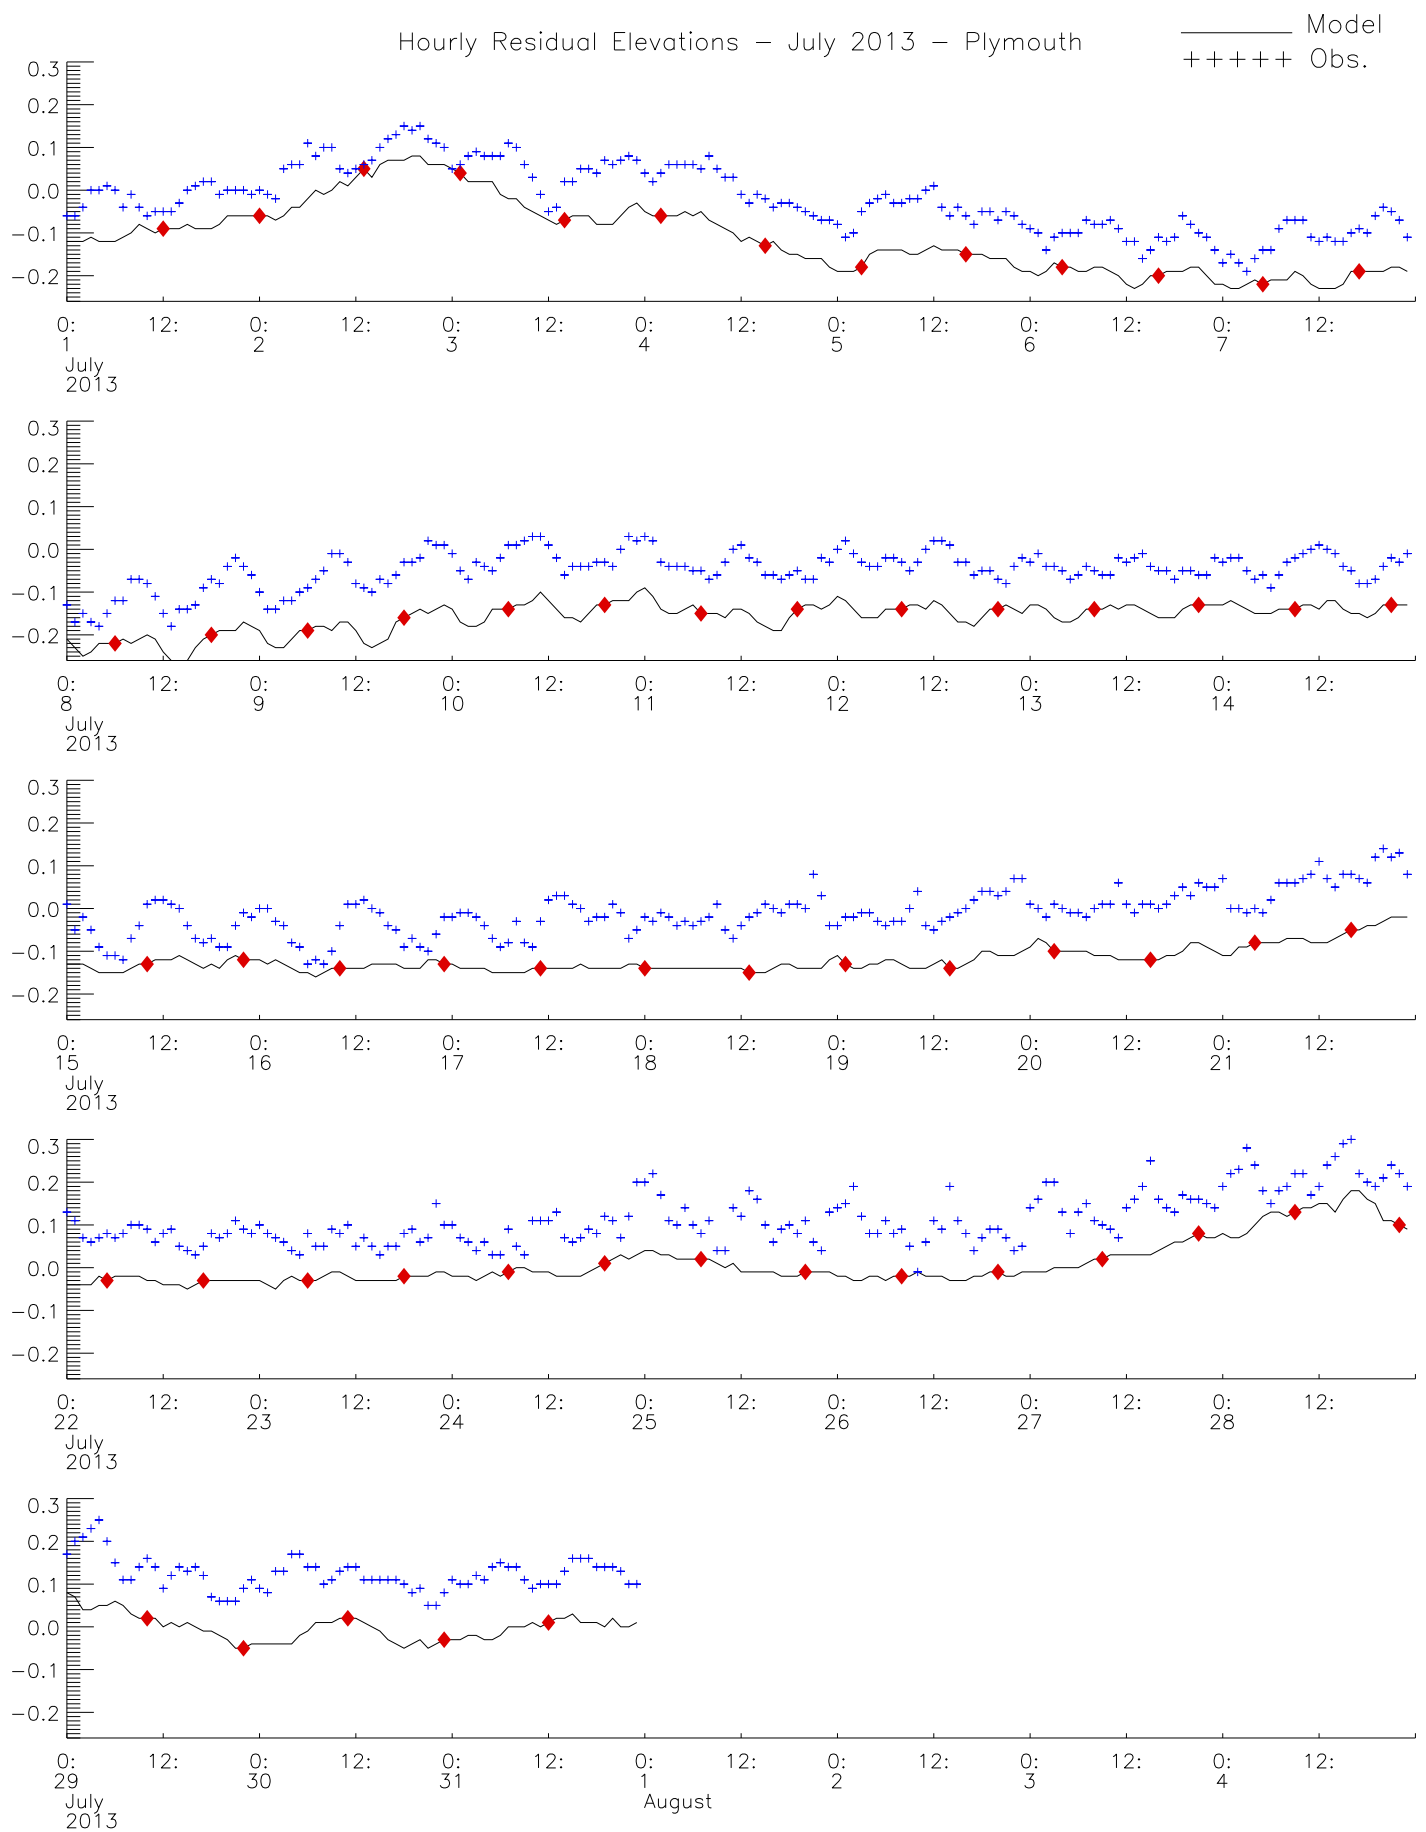 Hourly Residual Elevations – July 2013 – Plymouth
Model
+++++ Obs.
0.3
0.2
0.1
0.0
−0.1
−0.2
0: 12: 0: 12: 0: 12: 0: 12: 0: 12: 0: 12: 0: 12:
1 2 3 4 5 6 7
July
2013
0.3
0.2
0.1
0.0
−0.1
−0.2
0: 12: 0: 12: 0: 12: 0: 12: 0: 12: 0: 12: 0: 12:
8 9 10 11 12 13 14
July
2013
0.3
0.2
0.1
0.0
−0.1
−0.2
0: 12: 0: 12: 0: 12: 0: 12: 0: 12: 0: 12: 0: 12:
15 16 17 18 19 20 21
July
2013
0.3
0.2
0.1
0.0
−0.1
−0.2
0: 12: 0: 12: 0: 12: 0: 12: 0: 12: 0: 12: 0: 12:
22 23 24 25 26 27 28
July
2013
0.3
0.2
0.1
0.0
−0.1
−0.2
0: 12: 0: 12: 0: 12: 0: 12: 0: 12: 0: 12: 0: 12:
29 30 31 1 2 3 4
July August
2013